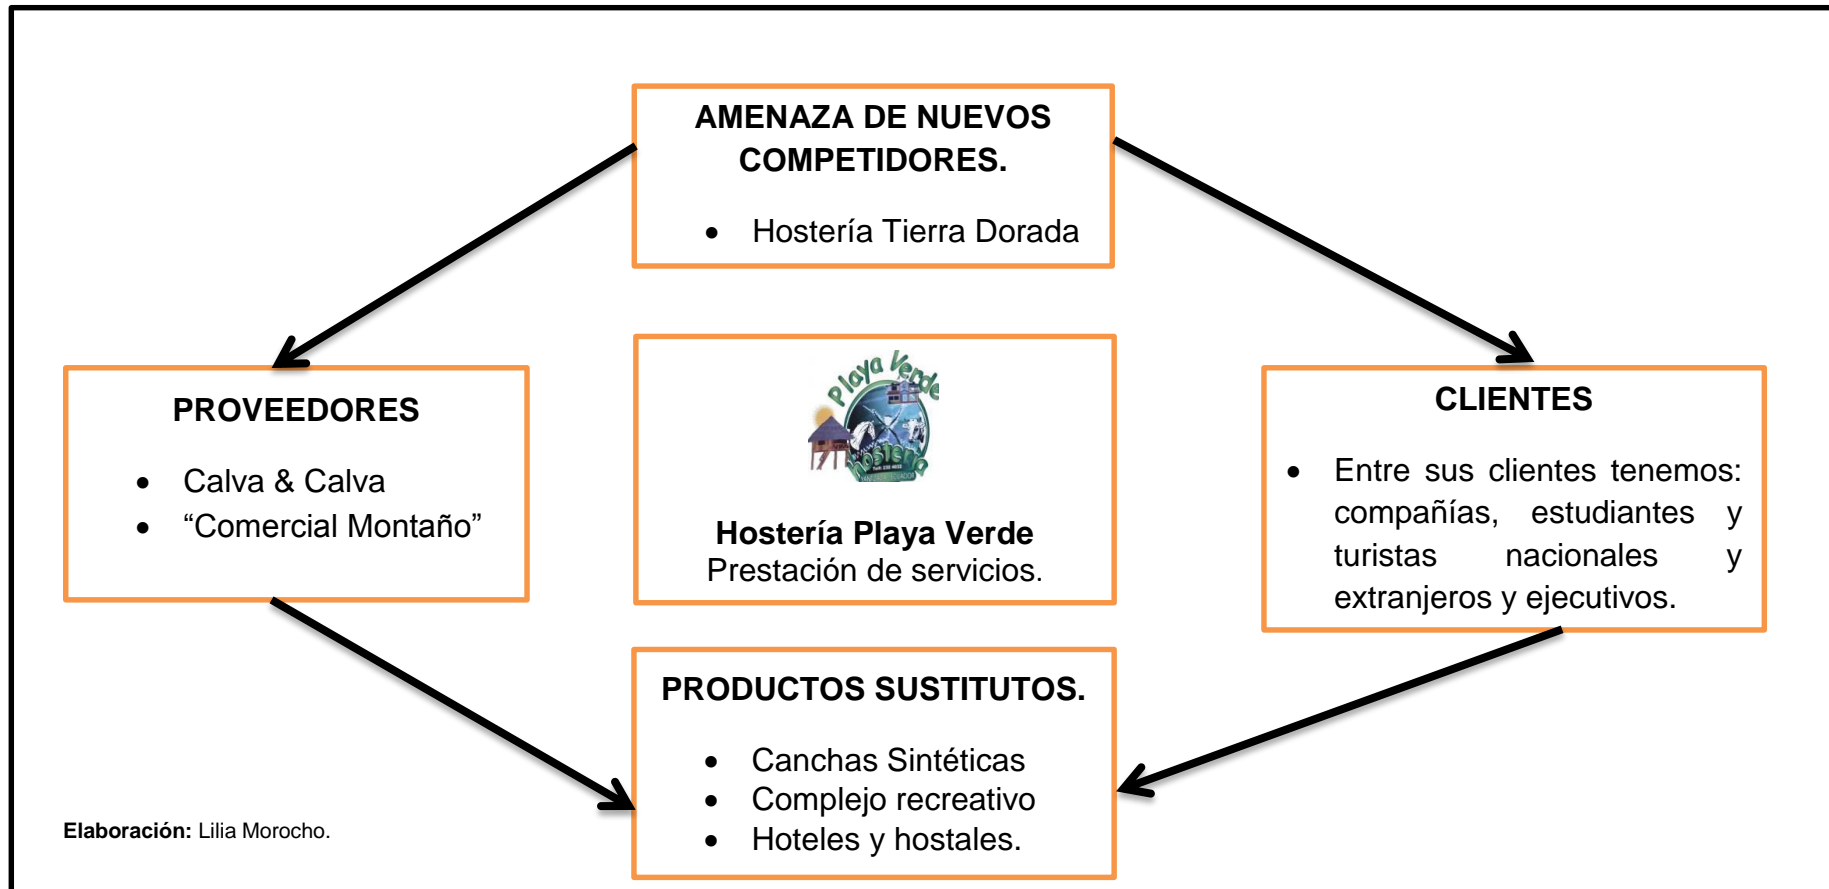 AMENAZA DE NUEVOS
COMPETIDORES.
• Hostería Tierra Dorada
PROVEEDORES
• Calva & Calva
• “Comercial Montaño”
Playa Verde
Hostería
Hostería Playa Verde
Prestación de servicios.
CLIENTES
• Entre sus clientes tenemos:
compañías, estudiantes y
turistas nacionales y
extranjeros y ejecutivos.
PRODUCTOS SUSTITUTOS.
• Canchas Sintéticas
• Complejo recreativo
• Hoteles y hostales.
Elaboración: Lilia Morocho.